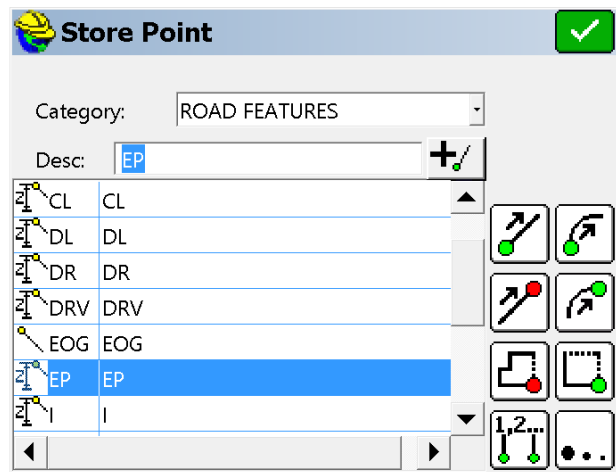 Store Point
Category: ROAD FEATURES
Desc: EP
CL CL
DL DL
DR DR
DRV DRV
EOG EOG
EP EP
I I
1,2...